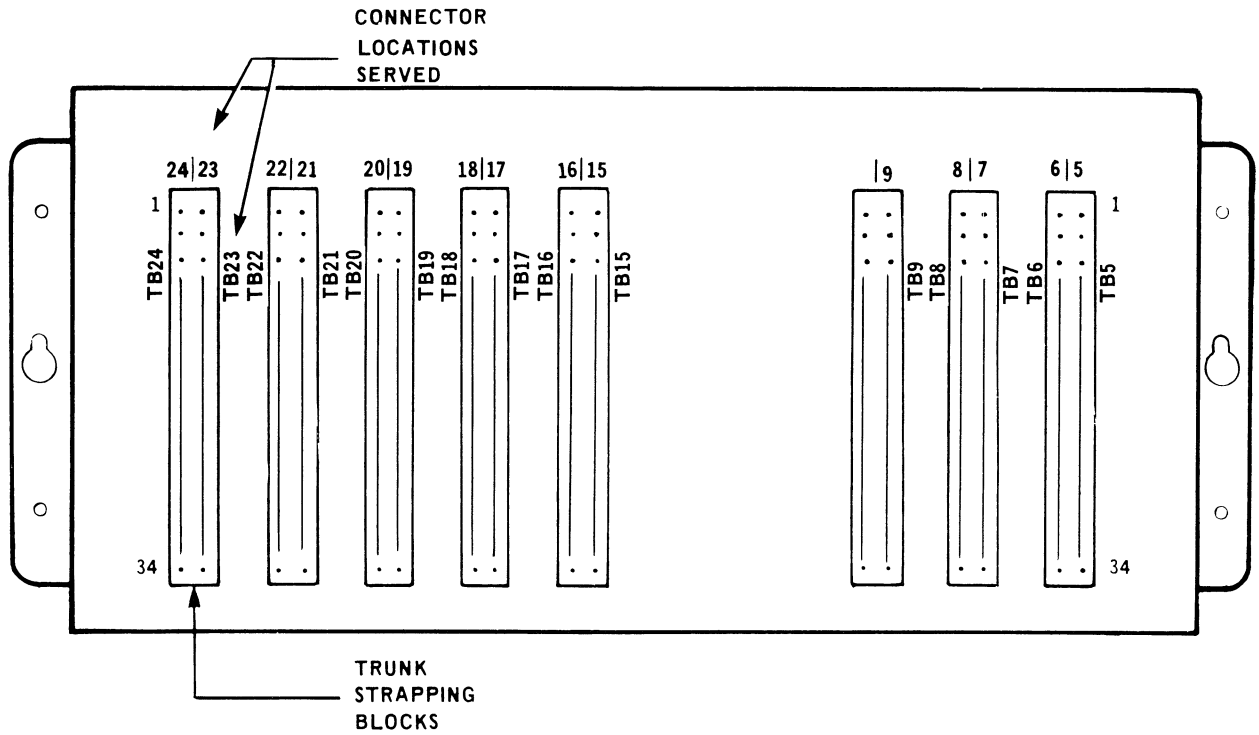 CONNECTOR
LOCATIONS
SERVED
24|23 22|21 20|19 18|17 16|15 |9 8|7 6|5
1 1
TB24 TB23 TB22 TB21 TB20 TB19 TB18 TB17 TB16 TB15 TB9 TB8 TB7 TB6 TB5
34 34
TRUNK
STRAPPING
BLOCKS